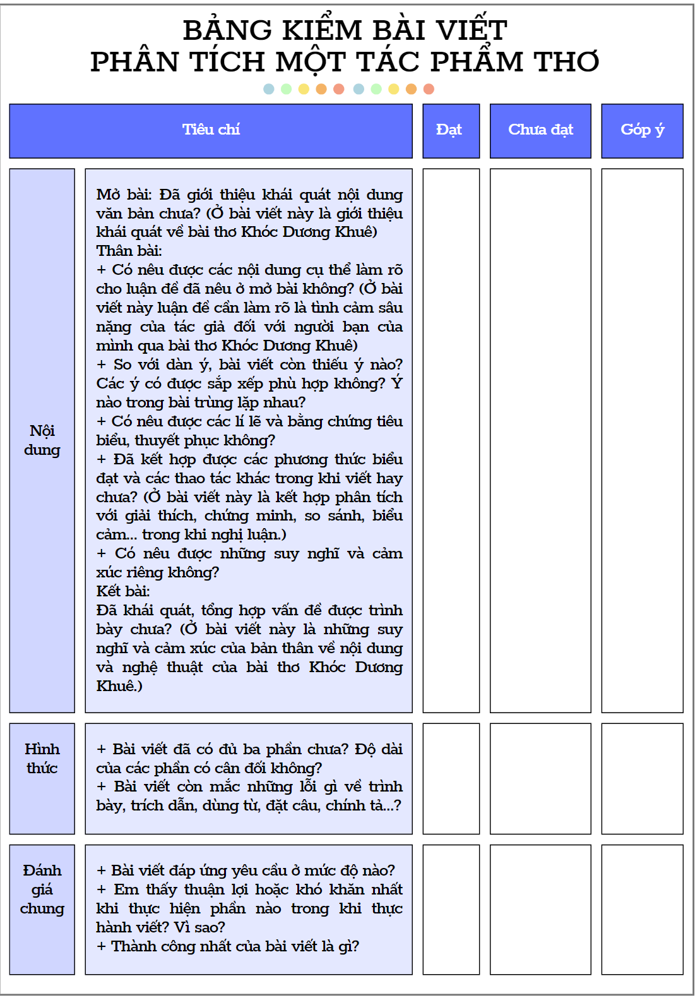 BẢNG KIỂM BÀI VIẾT
PHÂN TÍCH MỘT TÁC PHẨM THƠ
Tiêu chí
Đạt
Chưa đạt
Góp ý
Nội
dung
Mở bài: Đã giới thiệu khái quát nội dung
văn bản chưa? (Ở bài viết này là giới thiệu
khái quát về bài thơ Khóc Dương Khuê)
Thân bài:
+ Có nêu được các nội dung cụ thể làm rõ
cho luận đề đã nêu ở mở bài không? (Ở bài
viết này luận đề cần làm rõ là tình cảm sâu
nặng của tác giả đối với người bạn của
mình qua bài thơ Khóc Dương Khuê)
+ So với dàn ý, bài viết còn thiếu ý nào?
Các ý có được sắp xếp phù hợp không? Ý
nào trong bài trùng lặp nhau?
+ Có nêu được các lí lẽ và bằng chứng tiêu
biểu, thuyết phục không?
+ Đã kết hợp được các phương thức biểu
đạt và các thao tác khác trong khi viết hay
chưa? (Ở bài viết này là kết hợp phân tích
với giải thích, chứng minh, so sánh, biểu
cảm... trong khi nghị luận.)
+ Có nêu được những suy nghĩ và cảm
xúc riêng không?
Kết bài:
Đã khái quát, tổng hợp vấn đề được trình
bày chưa? (Ở bài viết này là những suy
nghĩ và cảm xúc của bản thân về nội dung
và nghệ thuật của bài thơ Khóc Dương
Khuê.)
Hình
thức
+ Bài viết đã có đủ ba phần chưa? Độ dài
của các phần có cân đối không?
+ Bài viết còn mắc những lỗi gì về trình
bày, trích dẫn, dùng từ, đặt câu, chính tả...?
Đánh
giá
chung
+ Bài viết đáp ứng yêu cầu ở mức độ nào?
+ Em thấy thuận lợi hoặc khó khăn nhất
khi thực hiện phần nào trong khi thực
hành viết? Vì sao?
+ Thành công nhất của bài viết là gì?